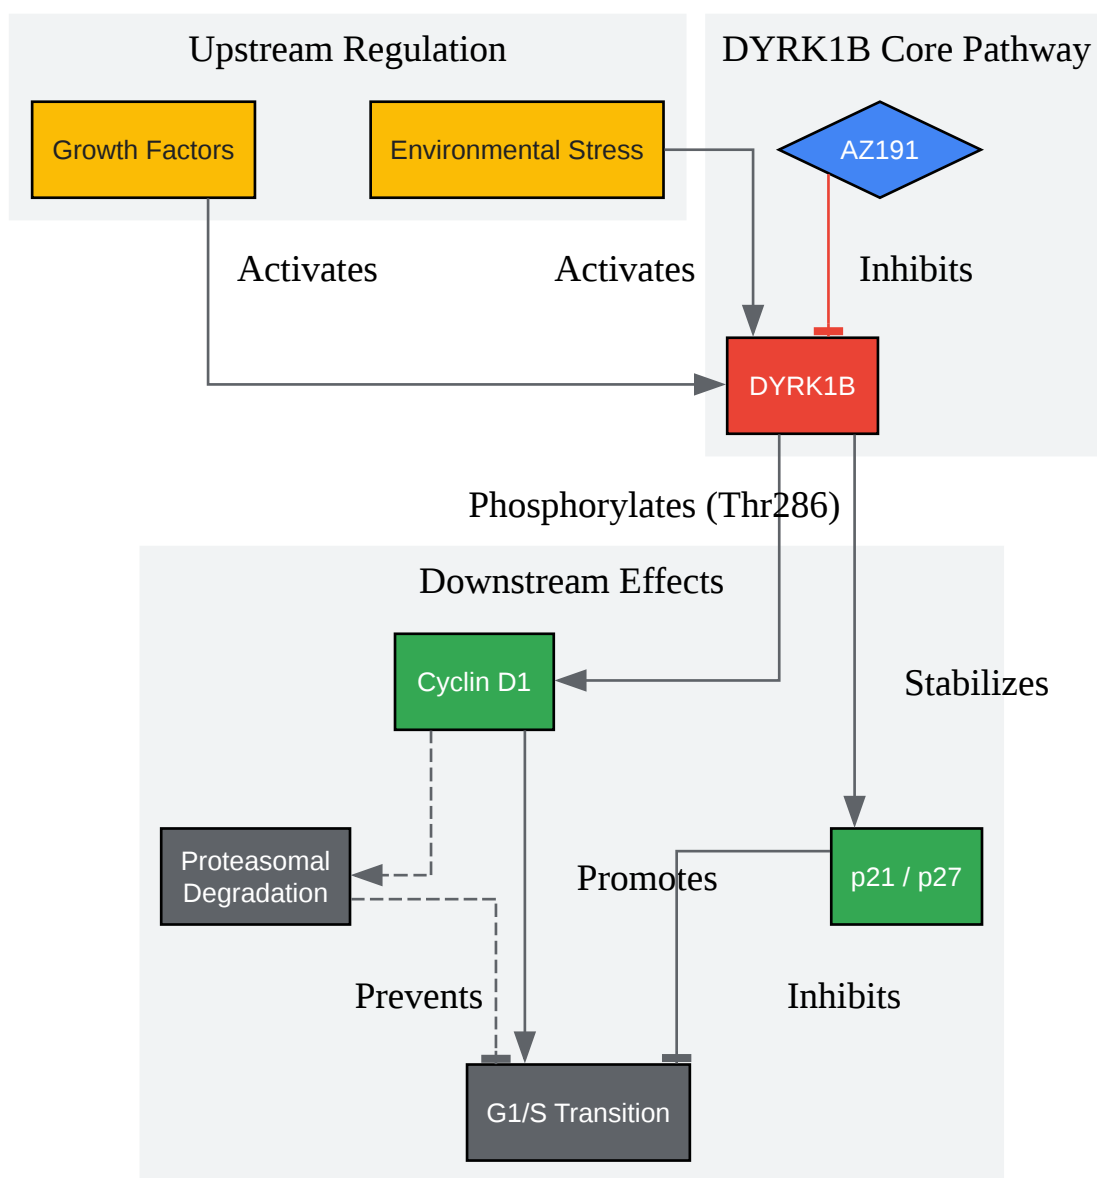 Upstream Regulation
DYRK1B Core Pathway
Growth Factors
Environmental Stress
AZ191
Activates
Activates
Inhibits
DYRK1B
Phosphorylates (Thr286)
Downstream Effects
Cyclin D1
Stabilizes
Proteasomal
Degradation
Promotes
p21 / p27
Prevents
Inhibits
G1/S Transition